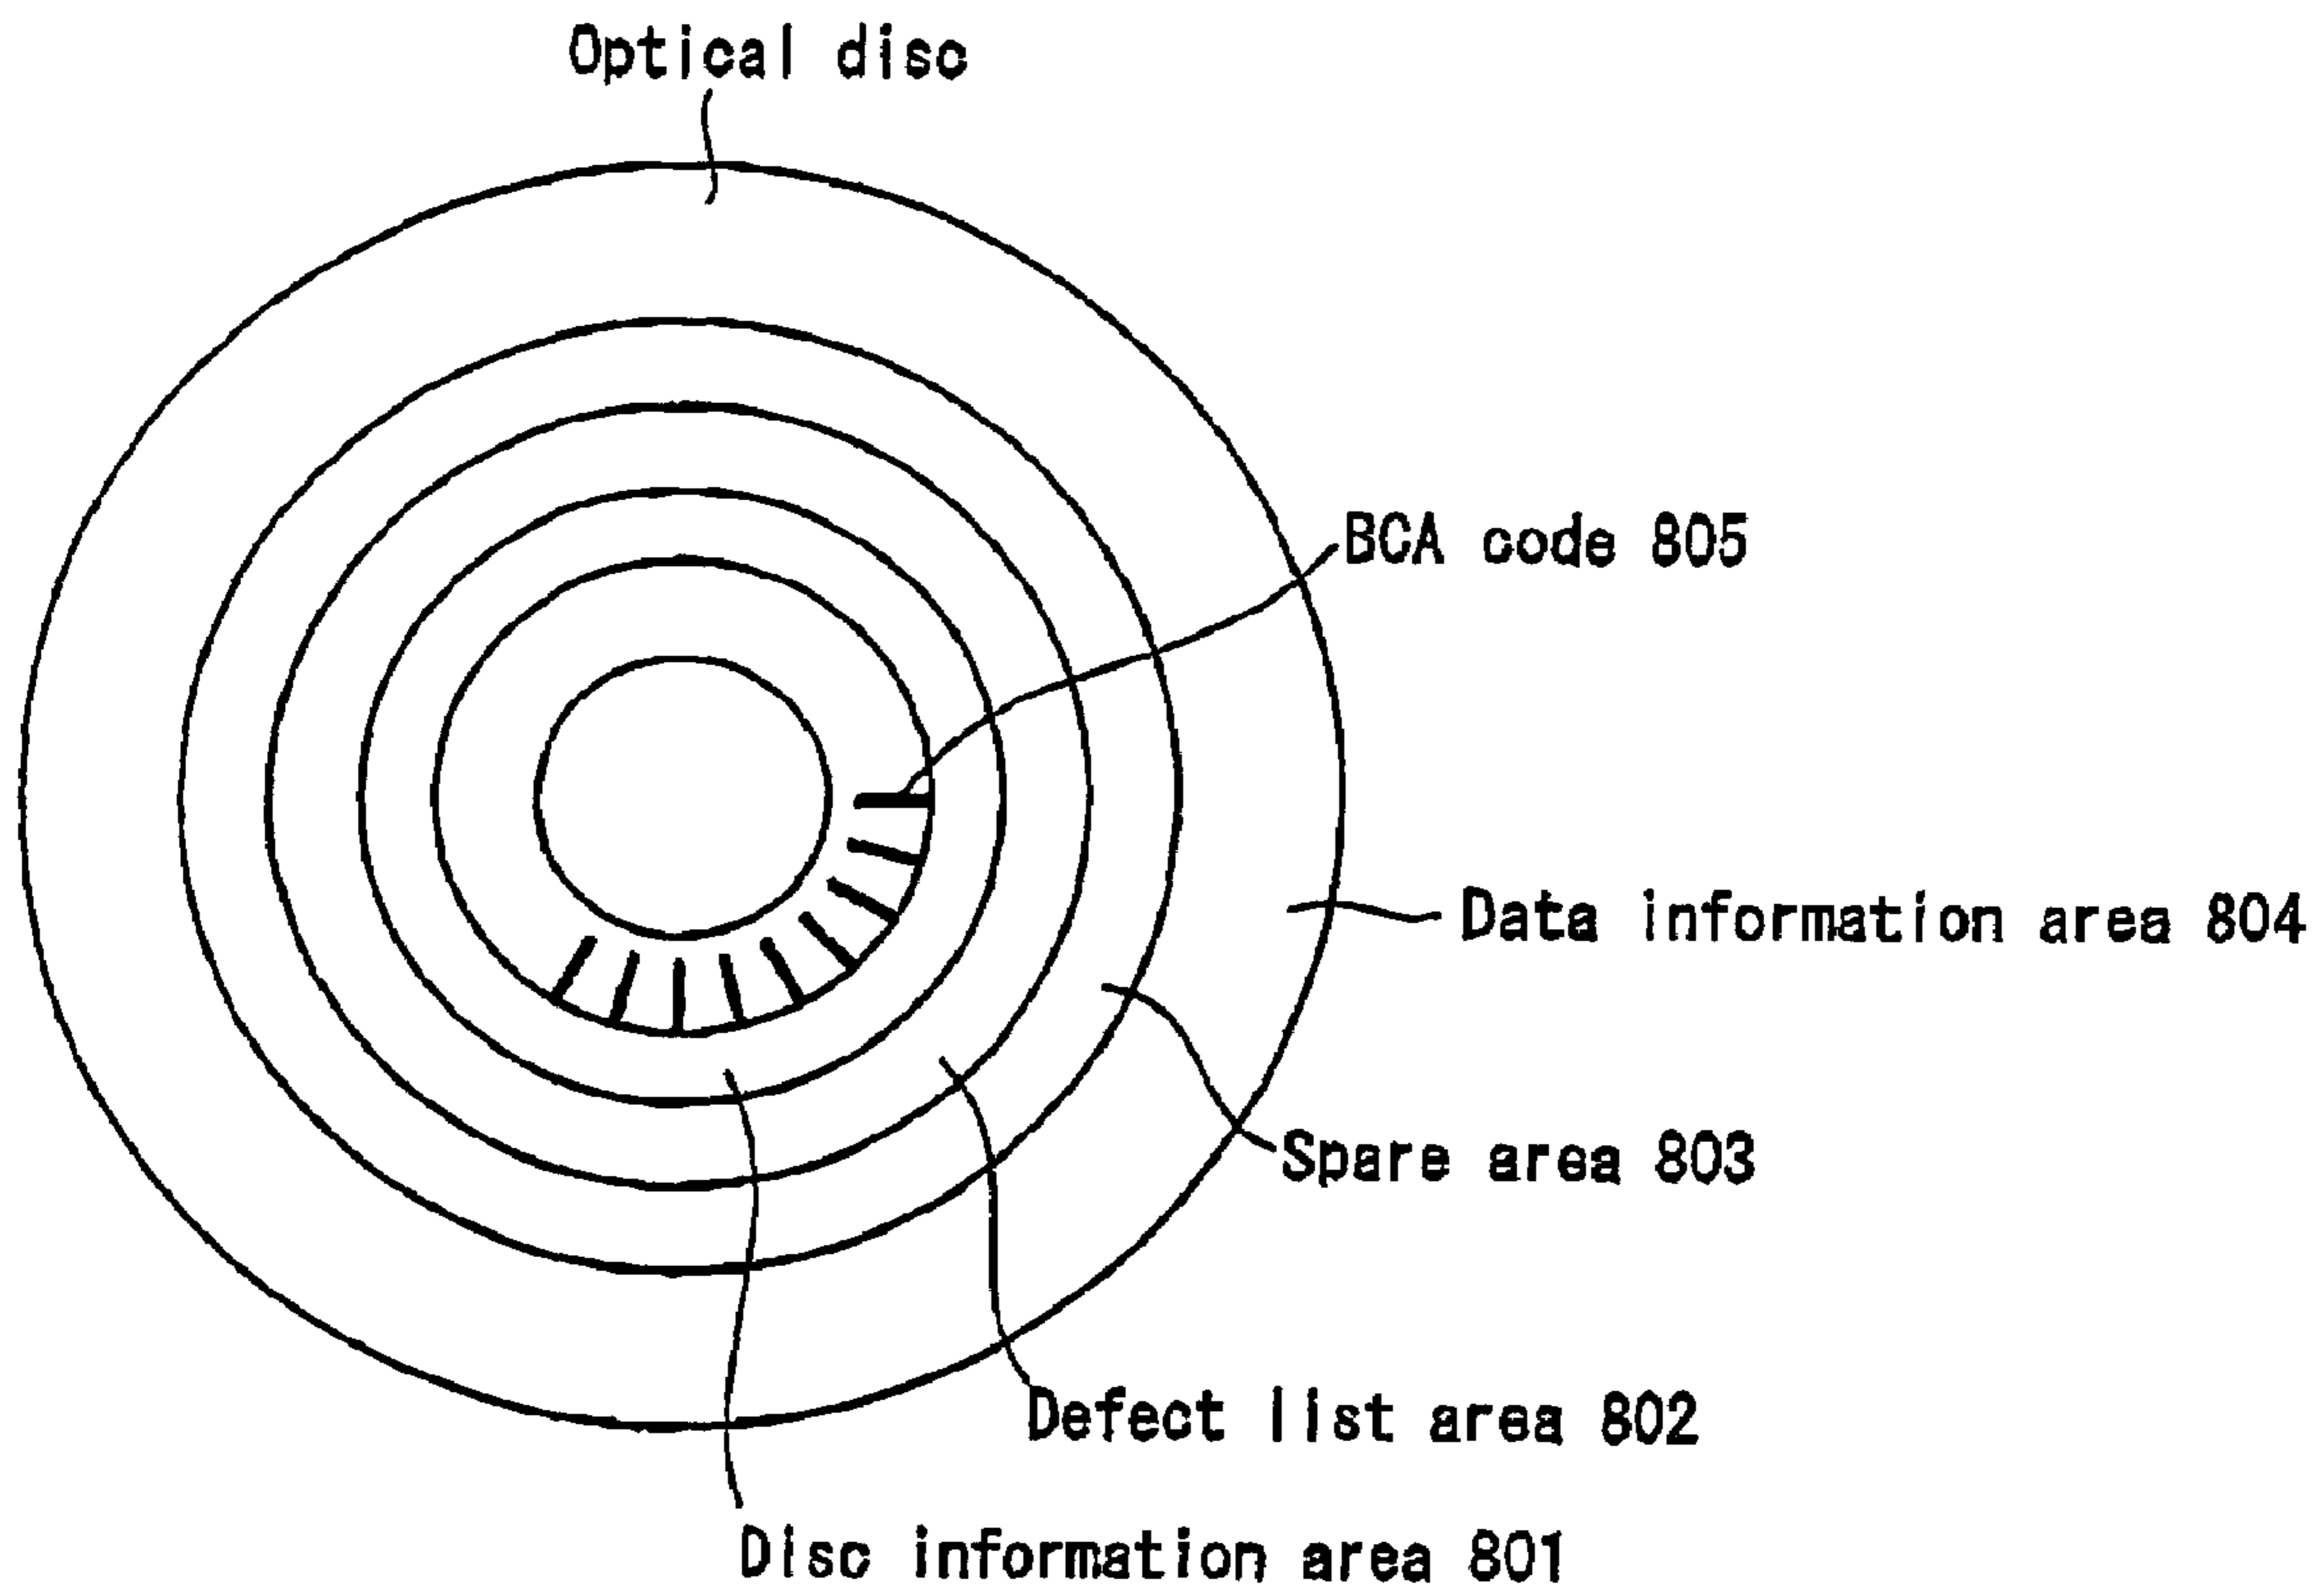 Optical disc
BCA code 805
Data information area 804
Spare area 803
Defect list area 802
Disc information area 801